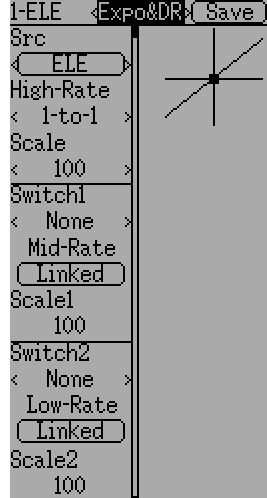 1-ELE Expo&DR Save
Src
ELE
High-Rate
< 1-to-1 >
Scale
< 100 >
Switch1
< None >
Mid-Rate
Linked
Scale1
100
Switch2
< None >
Low-Rate
Linked
Scale2
100